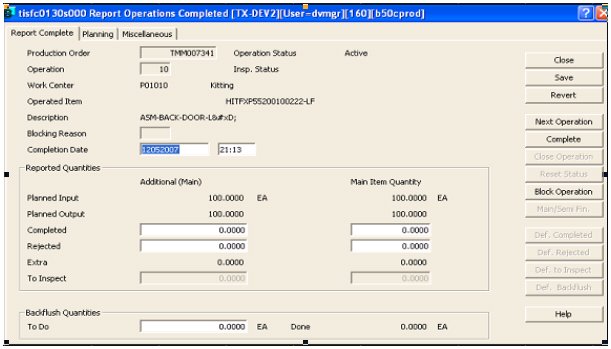 tisfc0130s000 Report Operations Completed [TX-DEV2][User=dvmgr][160][b50cprod]
Report Complete Planning Miscellaneous
Production Order TMM007341 Operation Status Active
Operation 10 Insp. Status
Work Center P01010 Kitting
Operated Item HITFXP55200100222-LF
Description ASM-BACK-DOOR-L&#xD;
Blocking Reason
Completion Date 12052007 21:13
Reported Quantities
Additional (Main) Main Item Quantity
Planned Input 100.0000 EA 100.0000 EA
Planned Output 100.0000 100.0000
Completed 0.0000 0.0000
Rejected 0.0000 0.0000
Extra 0.0000 0.0000
To Inspect 0.0000 0.0000
Backflush Quantities
To Do 0.0000 EA Done 0.0000 EA
Close
Save
Revert
Next Operation
Complete
Close Operation
Reset Status
Block Operation
Main/Semi Fin.
Def. Completed
Def. Rejected
Def. to Inspect
Def. Backflush
Help